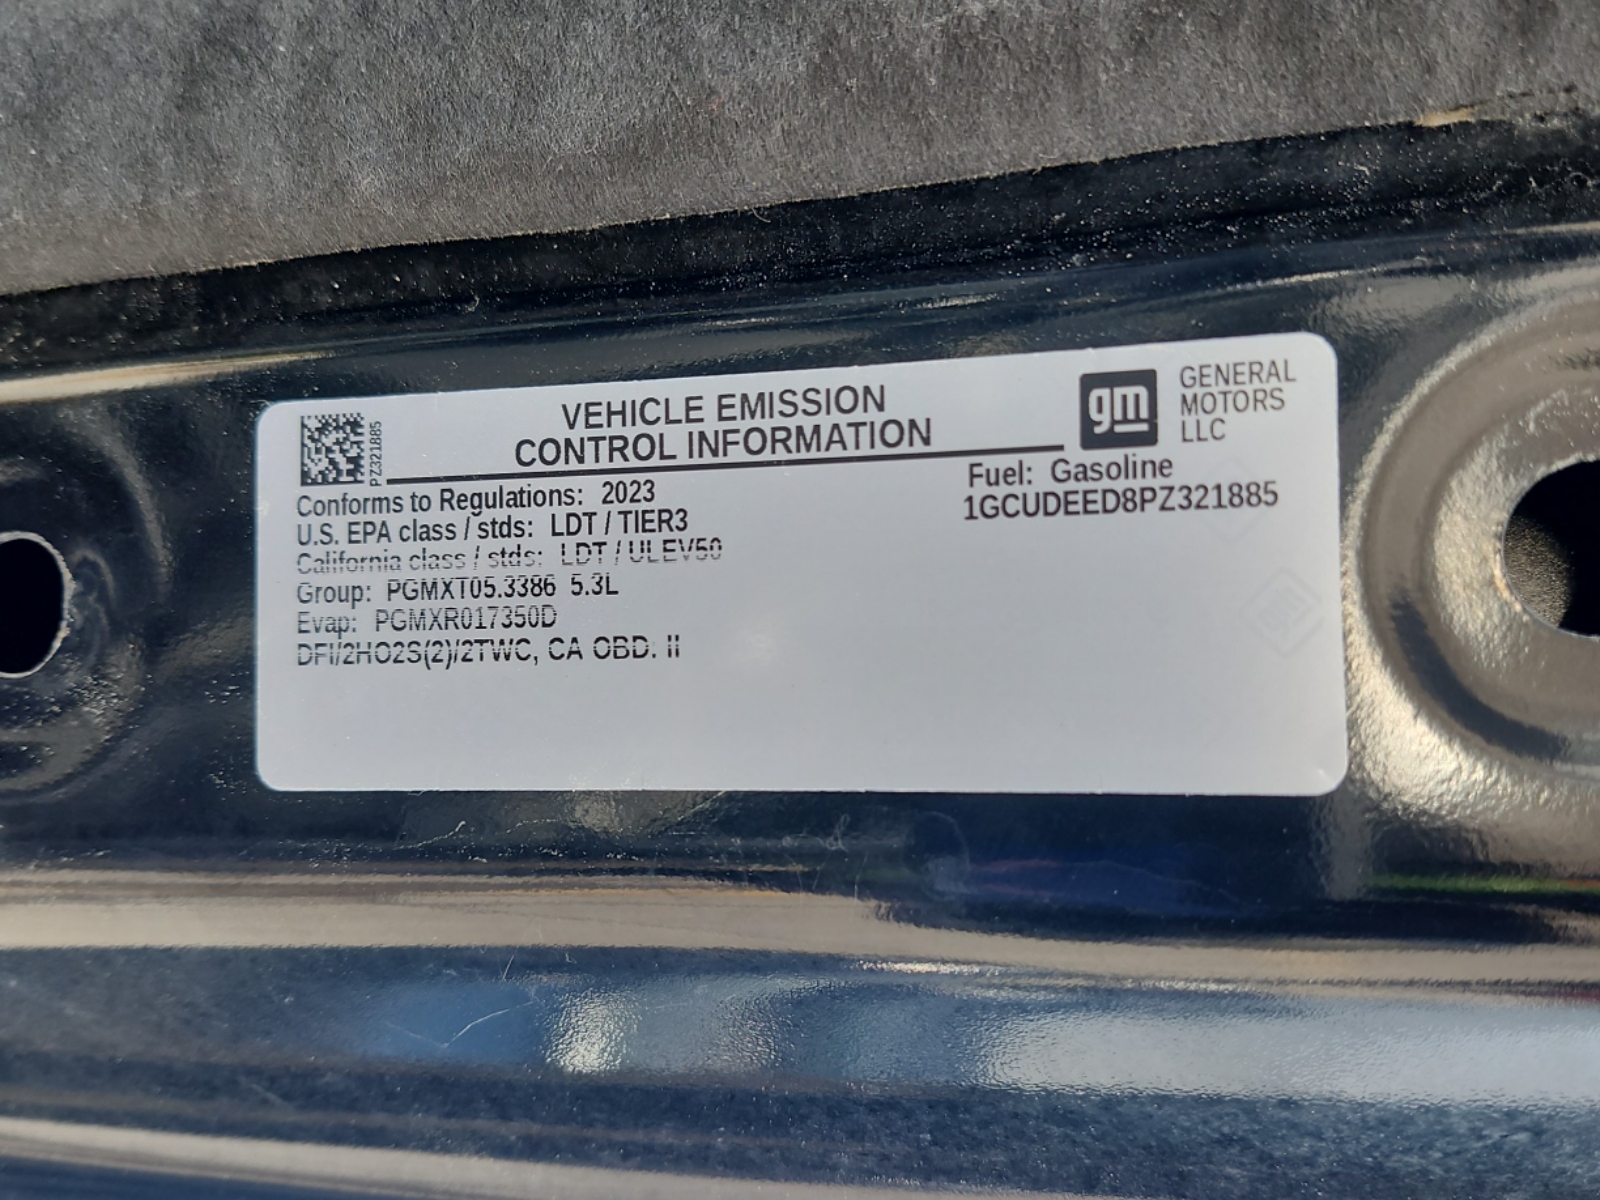 PZ321885
VEHICLE EMISSION
CONTROL INFORMATION
gm
GENERAL
MOTORS
LLC
Conforms to Regulations: 2023
U.S. EPA class / stds: LDT / TIER3
California class / stds: LDT / ULEV50
Group: PGMXT05.3386 5.3L
Evap: PGMXR017350D
DFI/2HO2S(2)/2TWC, CA OBD: II
Fuel: Gasoline
1GCUDEED8PZ321885